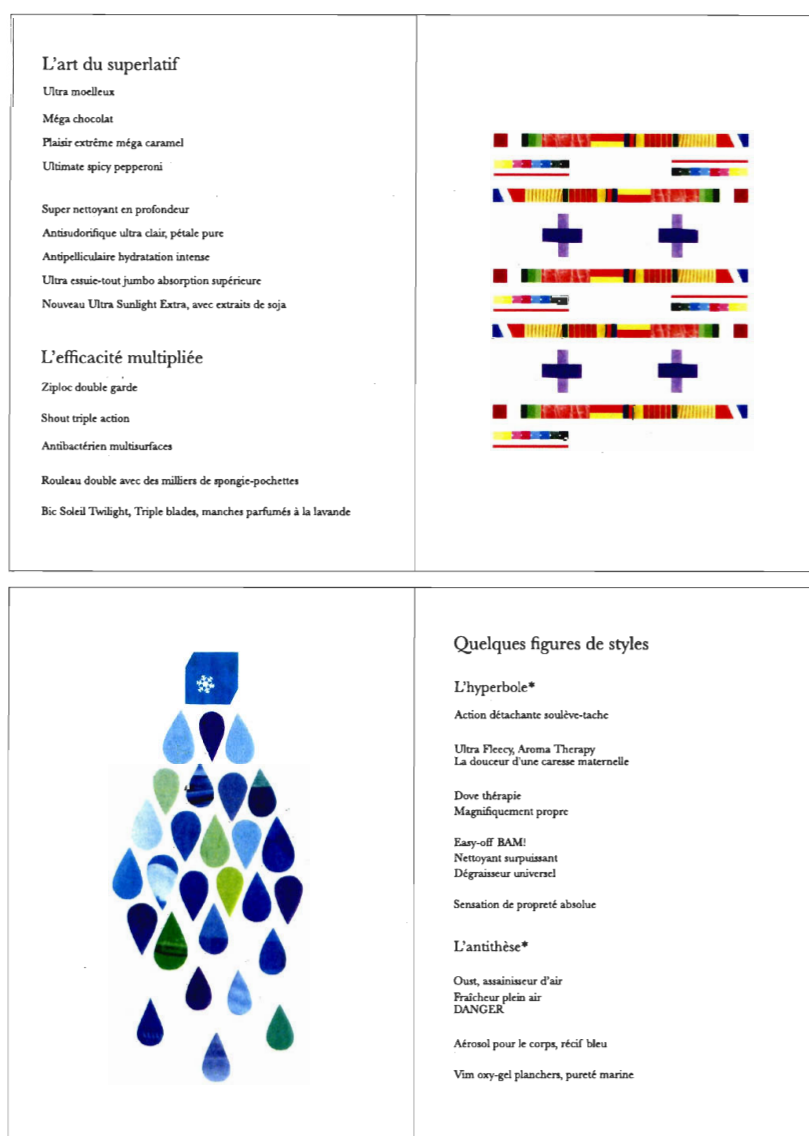 L'art du superlatif
Ultra moelleux
Méga chocolat
Plaisir extrême méga caramel
Ultimate spicy pepperoni
Super nettoyant en profondeur
Antisudorifique ultra clair, pétale pure
Antipelliculaire hydratation intense
Ultra essuie-tout jumbo absorption supérieure
Nouveau Ultra Sunlight Extra, avec extraits de soja
L'efficacité multipliée
Ziploc double garde
Shout triple action
Antibactérien multisurfaces
Rouleau double avec des milliers de spongie-pochettes
Bic Soleil Twilight, Triple blades, manches parfumés à la lavande
Quelques figures de styles
L'hyperbole*
Action détachante soulève-tache
Ultra Fleecy, Aroma Therapy
La douceur d'une caresse maternelle
Dove thérapie
Magnifiquement propre
Easy-off BAM!
Nettoyant surpuissant
Dégraisseur universel
Sensation de propreté absolue
L'antithèse*
Oust, assainisseur d'air
Fraîcheur plein air
DANGER
Aérosol pour le corps, récif bleu
Vim oxy-gel planchers, pureté marine